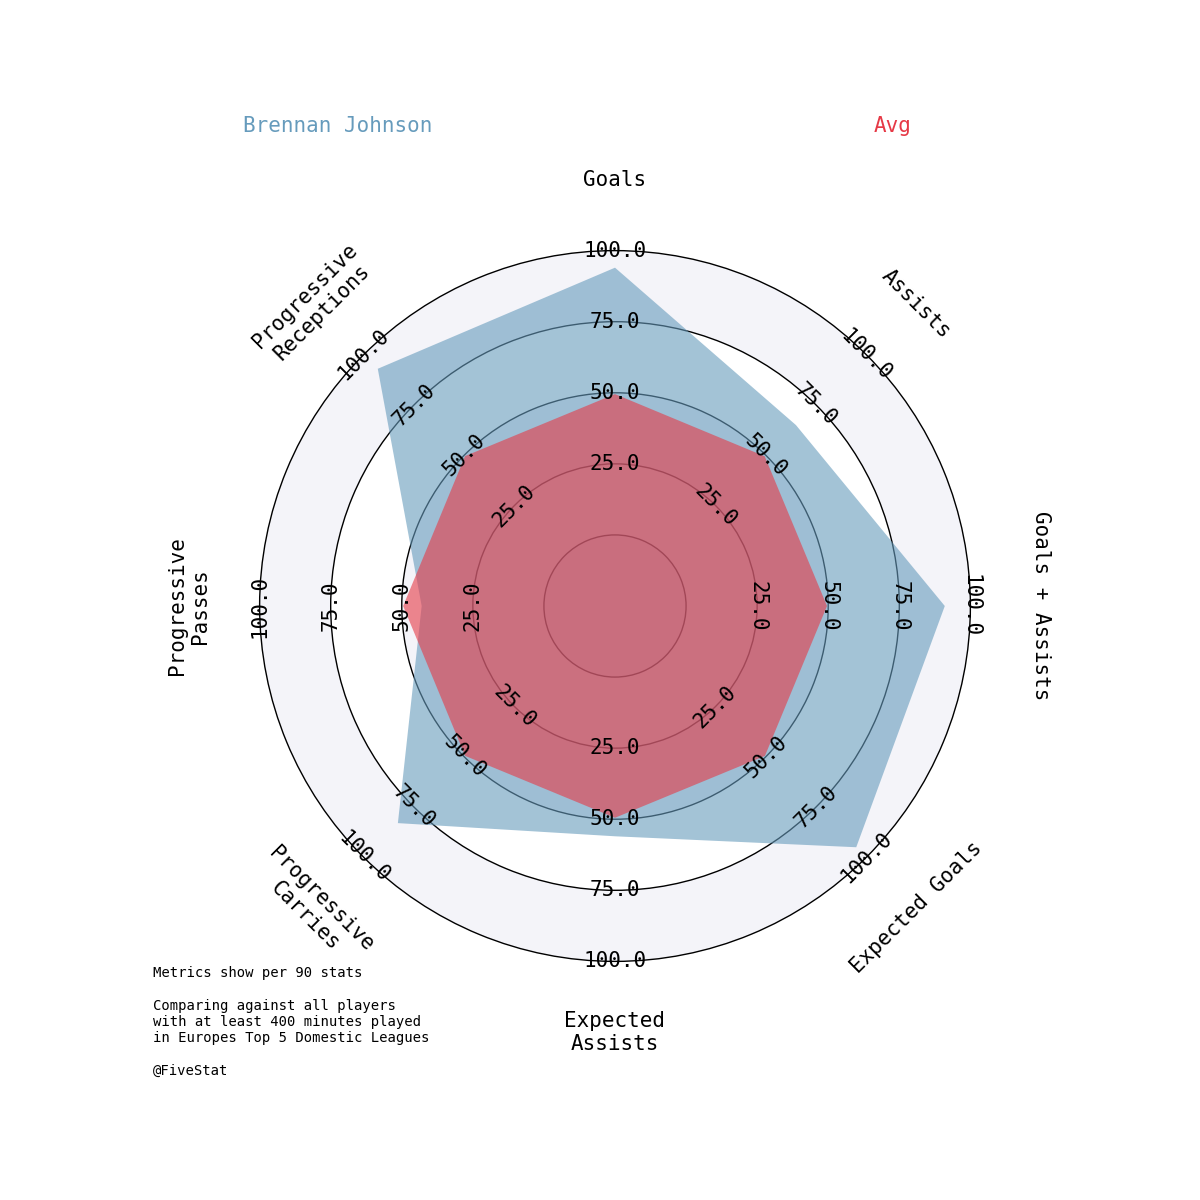 Brennan Johnson
Avg
Goals
Progressive
Receptions
Assists
100.0
100.0
100.0
75.0
75.0
75.0
50.0
50.0
50.0
25.0
25.0
25.0
Progressive
Passes
100.0
75.0
50.0
25.0
25.0
50.0
75.0
100.0
Goals + Assists
25.0
25.0
25.0
50.0
50.0
50.0
75.0
75.0
75.0
100.0
100.0
100.0
Progressive
Carries
Expected Goals
Expected
Assists
Metrics show per 90 stats
Comparing against all players
with at least 400 minutes played
in Europes Top 5 Domestic Leagues
@FiveStat